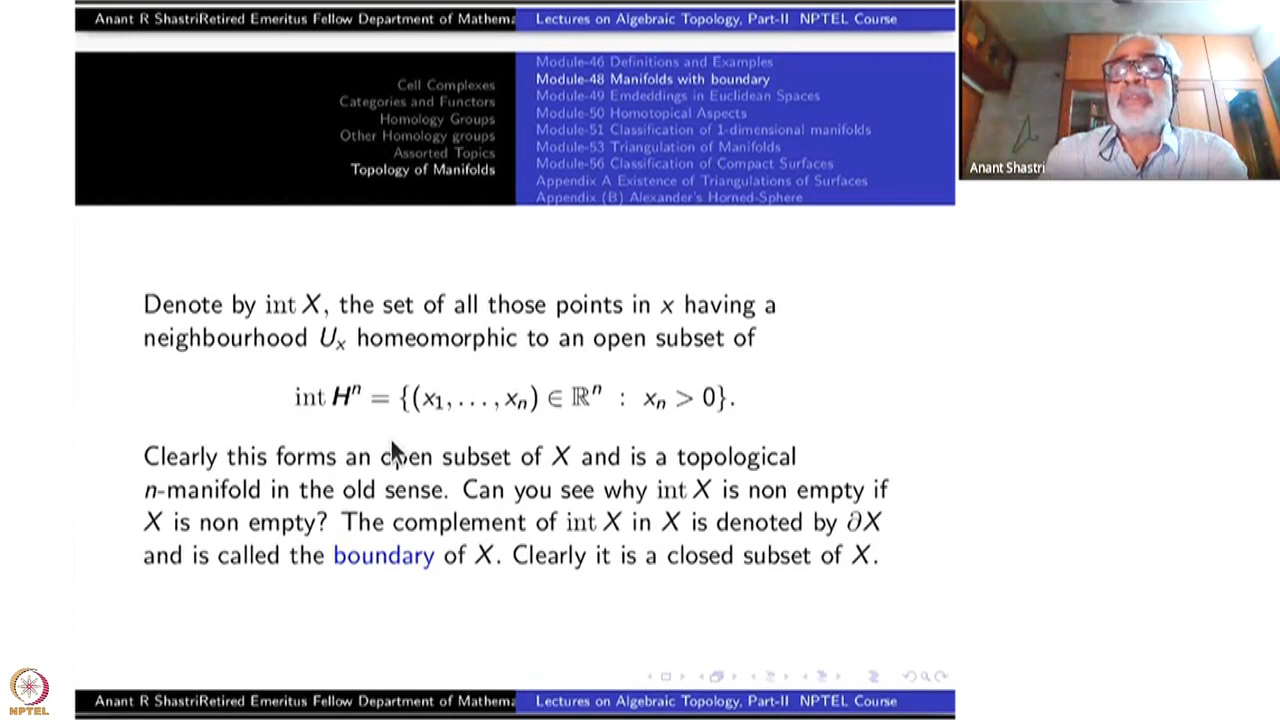 Anant R ShastriRetired Emeritus Fellow Department of Mathema
Lectures on Algebraic Topology, Part-II NPTEL Course
Cell Complexes
Categories and Functors
Homology Groups
Other Homology groups
Assorted Topics
Topology of Manifolds
Module-46 Definitions and Examples
Module-48 Manifolds with boundary
Module-49 Emdeddings in Euclidean Spaces
Module-50 Homotopical Aspects
Module-51 Classification of 1-dimensional manifolds
Module-53 Triangulation of Manifolds
Module-56 Classification of Compact Surfaces
Appendix A Existence of Triangulations of Surfaces
Appendix (B) Alexander's Horned-Sphere
Anant Shastri
Denote by int X, the set of all those points in x having a
neighbourhood Uₓ homeomorphic to an open subset of
int Hⁿ = {(x₁, . . . , xₙ) ∈ ℝⁿ : xₙ > 0}.
Clearly this forms an open subset of X and is a topological
n-manifold in the old sense. Can you see why int X is non empty if
X is non empty? The complement of int X in X is denoted by ∂X
and is called the boundary of X. Clearly it is a closed subset of X.
NPTEL
Anant R ShastriRetired Emeritus Fellow Department of Mathema
Lectures on Algebraic Topology, Part-II NPTEL Course